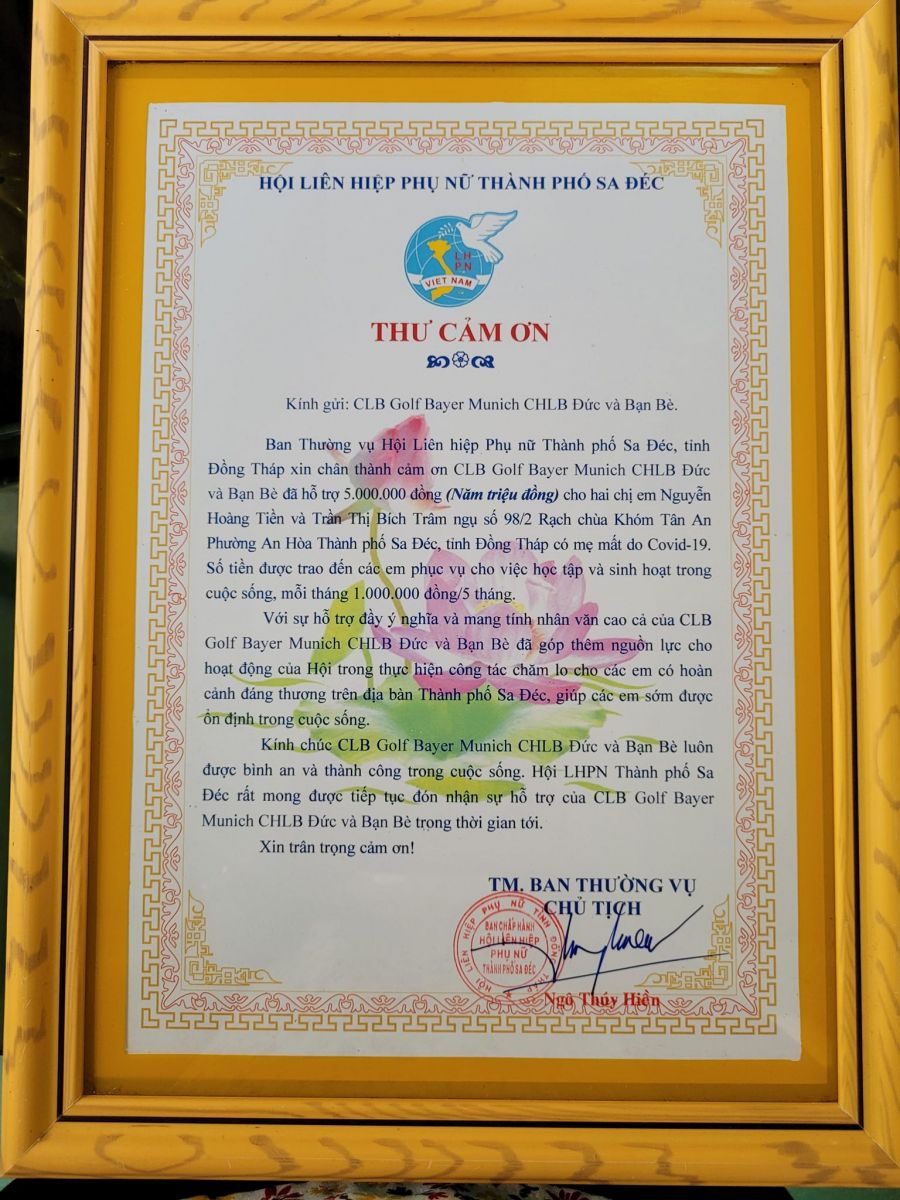 HỘI LIÊN HIỆP PHỤ NỮ THÀNH PHỐ SA ĐÉC
LH
PN
VIỆT NAM
THƯ CẢM ƠN
Kính gửi: CLB Golf Bayer Munich CHLB Đức và Bạn Bè.
Ban Thường vụ Hội Liên hiệp Phụ nữ Thành phố Sa Đéc, tỉnh
Đồng Tháp xin chân thành cảm ơn CLB Golf Bayer Munich CHLB Đức
và Bạn Bè đã hỗ trợ 5.000.000 đồng (Năm triệu đồng) cho hai chị em Nguyễn
Hoàng Tiền và Trần Thị Bích Trâm ngụ số 98/2 Rạch chùa Khóm Tân An
Phường An Hòa Thành phố Sa Đéc, tỉnh Đồng Tháp có mẹ mất do Covid-19.
Số tiền được trao đến các em phục vụ cho việc học tập và sinh hoạt trong
cuộc sống, mỗi tháng 1.000.000 đồng/5 tháng.
Với sự hỗ trợ đầy ý nghĩa và mang tính nhân văn cao cả của CLB
Golf Bayer Munich CHLB Đức và Bạn Bè đã góp thêm nguồn lực cho
hoạt động của Hội trong thực hiện công tác chăm lo cho các em có hoàn
cảnh đáng thương trên địa bàn Thành phố Sa Đéc, giúp các em sớm được
ổn định trong cuộc sống.
Kính chúc CLB Golf Bayer Munich CHLB Đức và Bạn Bè luôn
được bình an và thành công trong cuộc sống. Hội LHPN Thành phố Sa
Đéc rất mong được tiếp tục đón nhận sự hỗ trợ của CLB Golf Bayer
Munich CHLB Đức và Bạn Bè trọng thời gian tới.
Xin trân trọng cảm ơn!
TM. BAN THƯỜNG VỤ
CHỦ TỊCH
HỘI LIÊN HIỆP PHỤ NỮ TỈNH ĐỒNG THÁP
BAN CHẤP HÀNH
HỘI LIÊN HIỆP
PHỤ NỮ
THÀNH PHỐ SA ĐÉC
Ngô Thúy Hiền